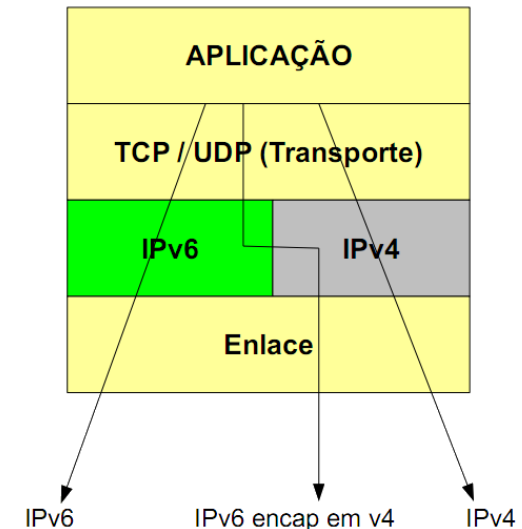 APLICAÇÃO
TCP / UDP (Transporte)
IPv6 IPv4
Enlace
IPv6 IPv6 encap em v4 IPv4